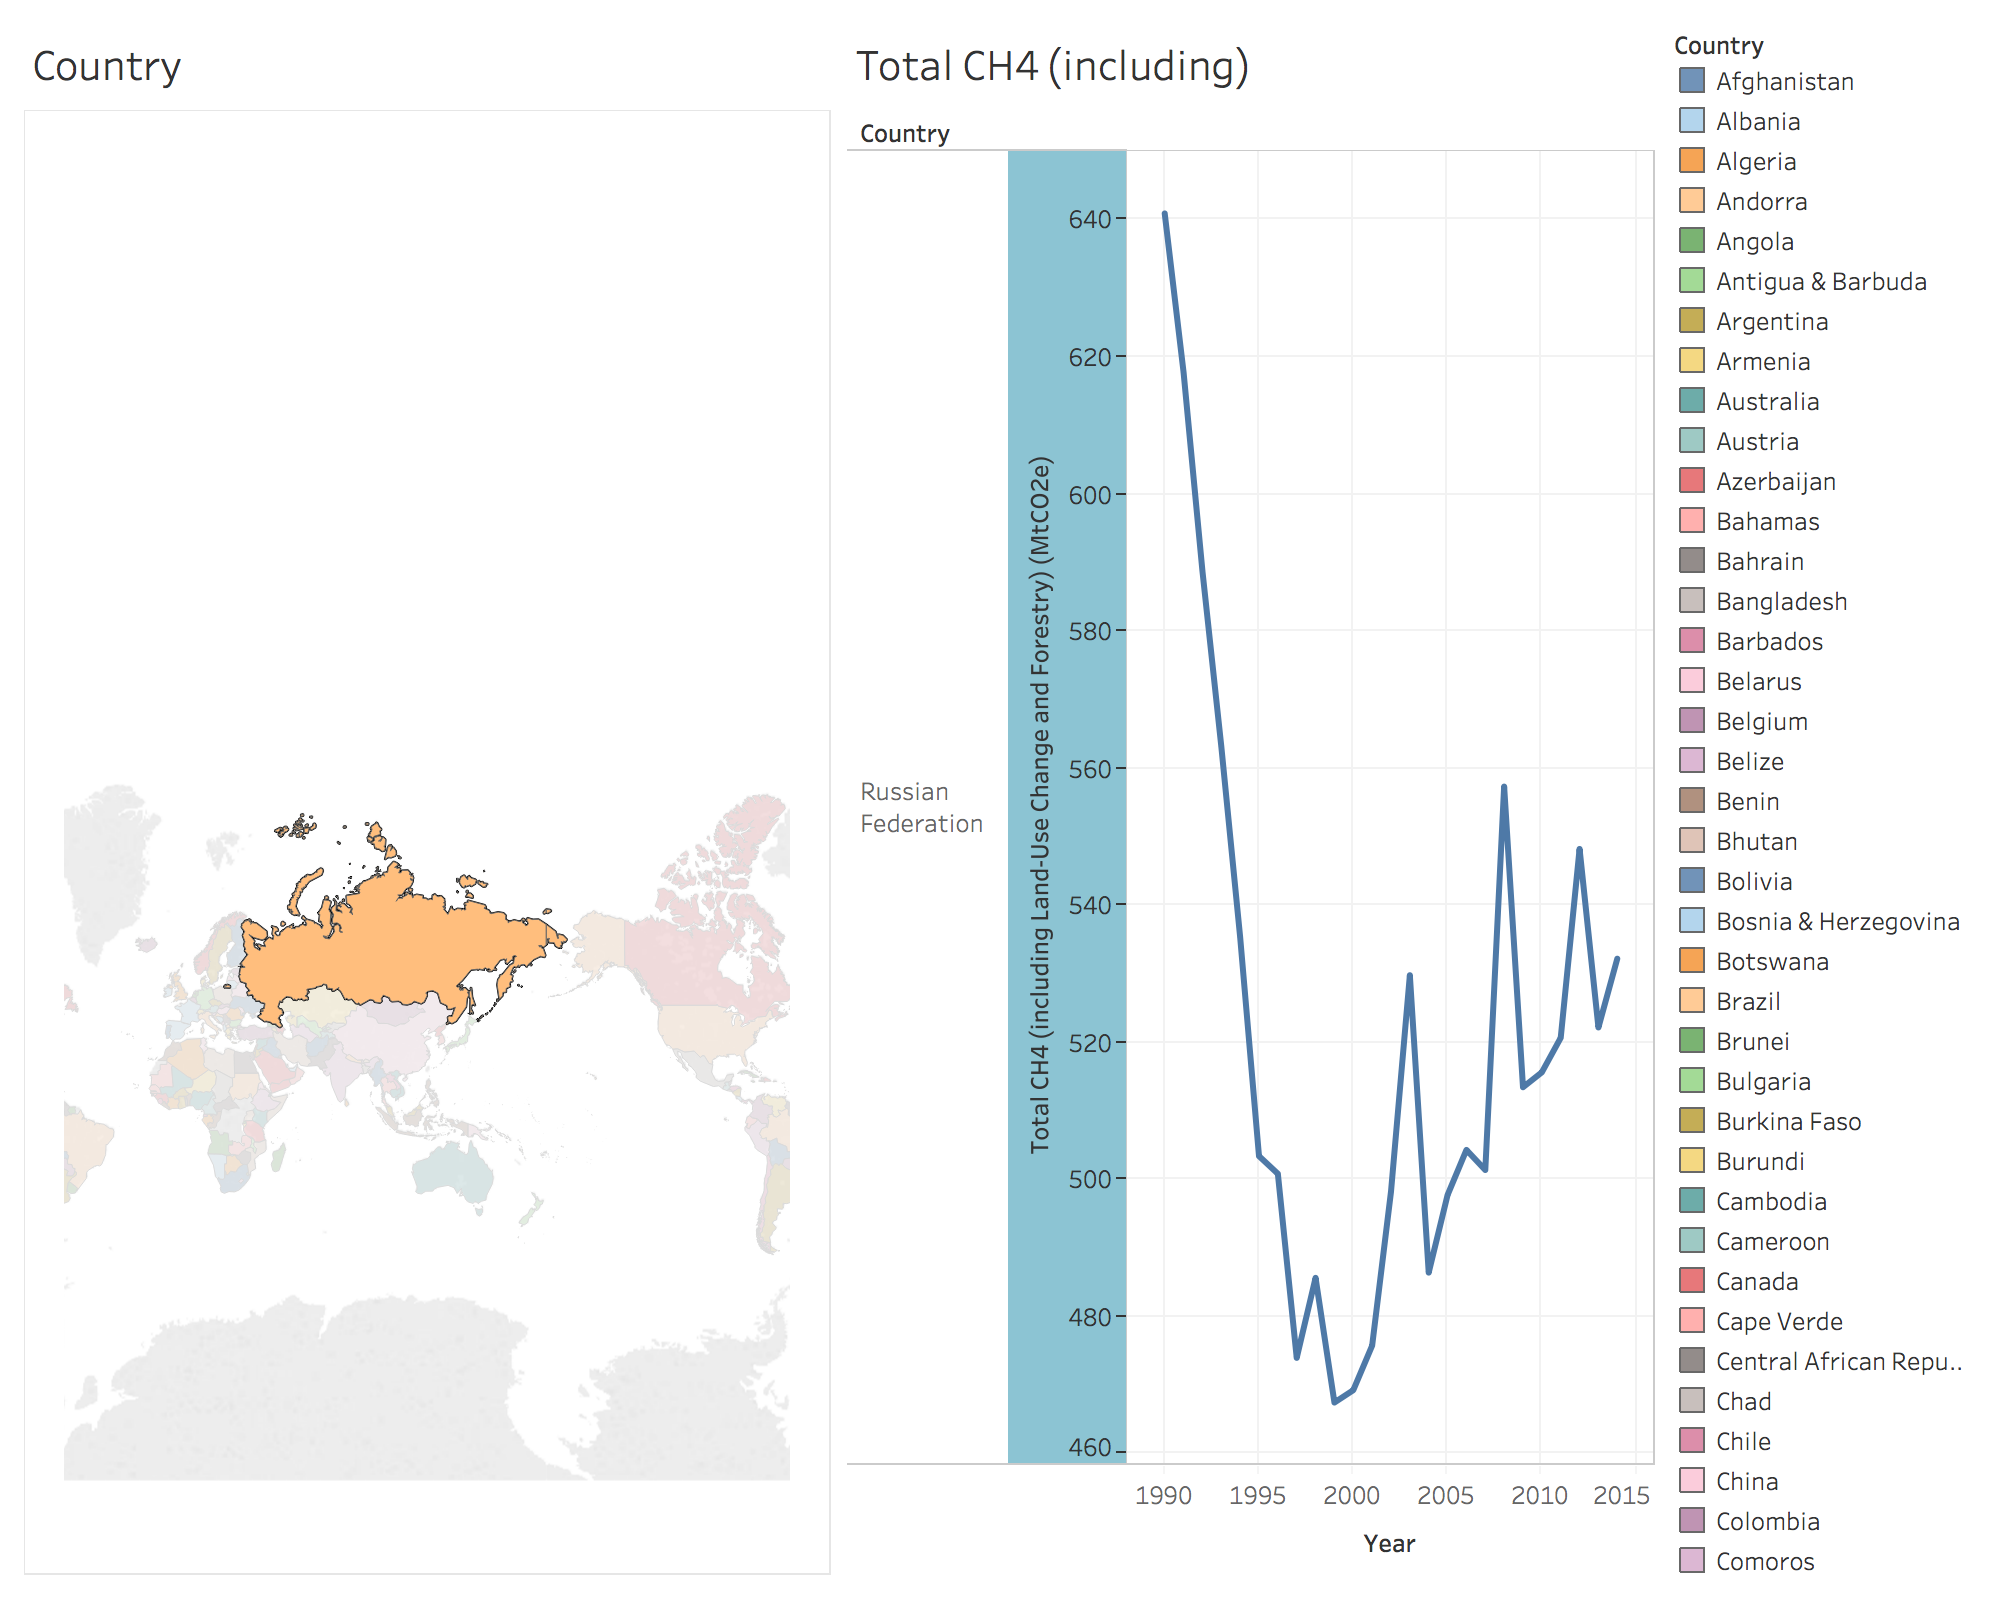 Country
Total CH4 (including)
Country
Russian
Federation
Total CH4 (including Land-Use Change and Forestry) (MtCO2e)
640
620
600
580
560
540
520
500
480
460
1990 1995 2000 2005 2010 2015
Year
Country
Afghanistan
Albania
Algeria
Andorra
Angola
Antigua & Barbuda
Argentina
Armenia
Australia
Austria
Azerbaijan
Bahamas
Bahrain
Bangladesh
Barbados
Belarus
Belgium
Belize
Benin
Bhutan
Bolivia
Bosnia & Herzegovina
Botswana
Brazil
Brunei
Bulgaria
Burkina Faso
Burundi
Cambodia
Cameroon
Canada
Cape Verde
Central African Repu..
Chad
Chile
China
Colombia
Comoros